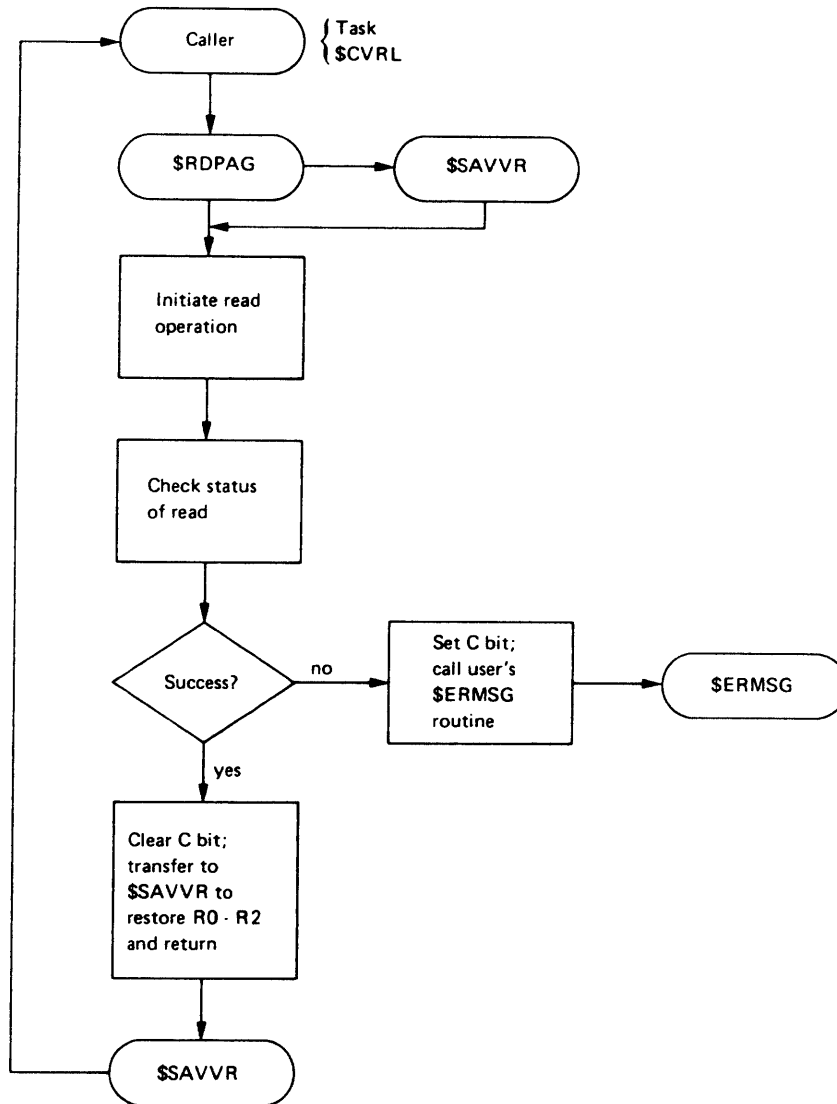 Caller
Task
$CVRL
$RDPAG
$SAVVR
Initiate read
operation
Check status
of read
Success?
no
Set C bit;
call user's
$ERMSG
routine
$ERMSG
yes
Clear C bit;
transfer to
$SAVVR to
restore R0 - R2
and return
$SAVVR